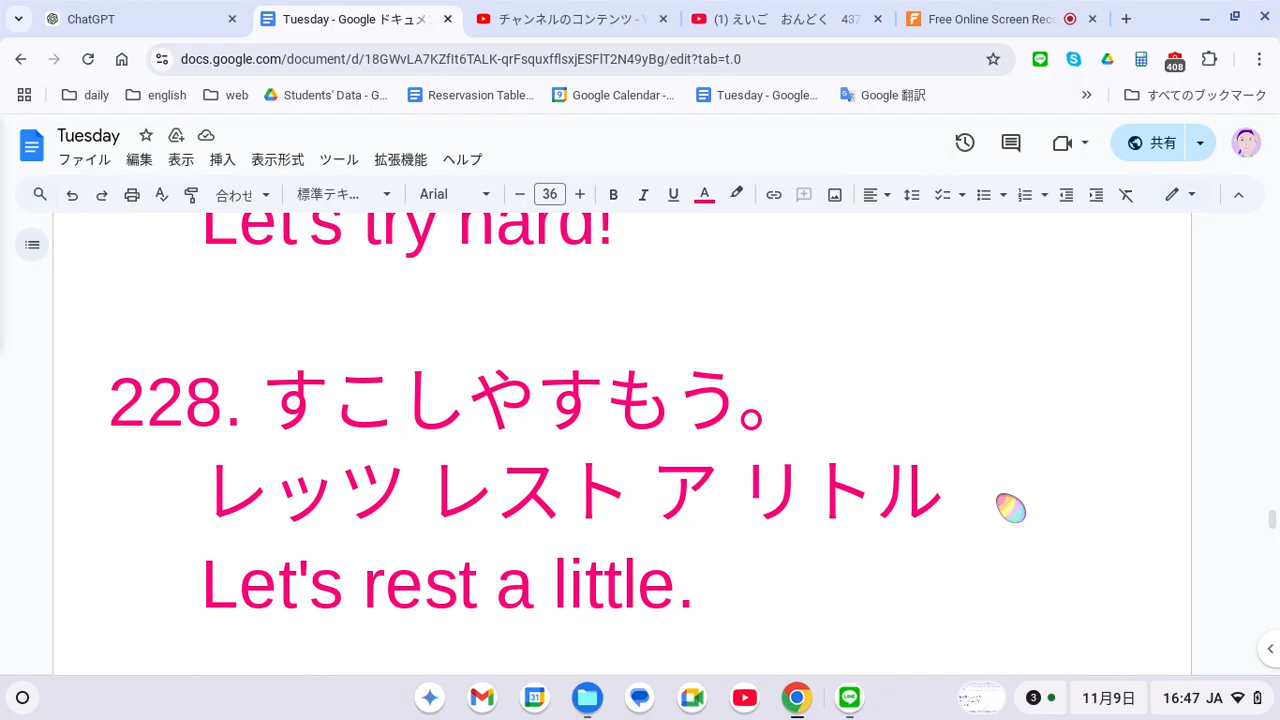 ChatGPT
Tuesday - Google ドキュメ
チャンネルのコンテンツ -
(1) えいご おんどく 437
Free Online Screen Rec
docs.google.com/document/d/
edit?tab=t.0
408
daily
english
web
Students' Data - G...
Reservasion Table...
Google Calendar -...
Tuesday - Google...
Google 翻訳
すべてのブックマーク
Tuesday
共有
ファイル 編集 表示 挿入 表示形式 ツール 拡張機能 ヘルプ
合わせ
標準テキ...
Arial
36
B I U A
Let's try hard!
228. すこしやすもう。
レッツ レスト ア リトル
Let's rest a little.
31
3
11月9日
16:47 JA